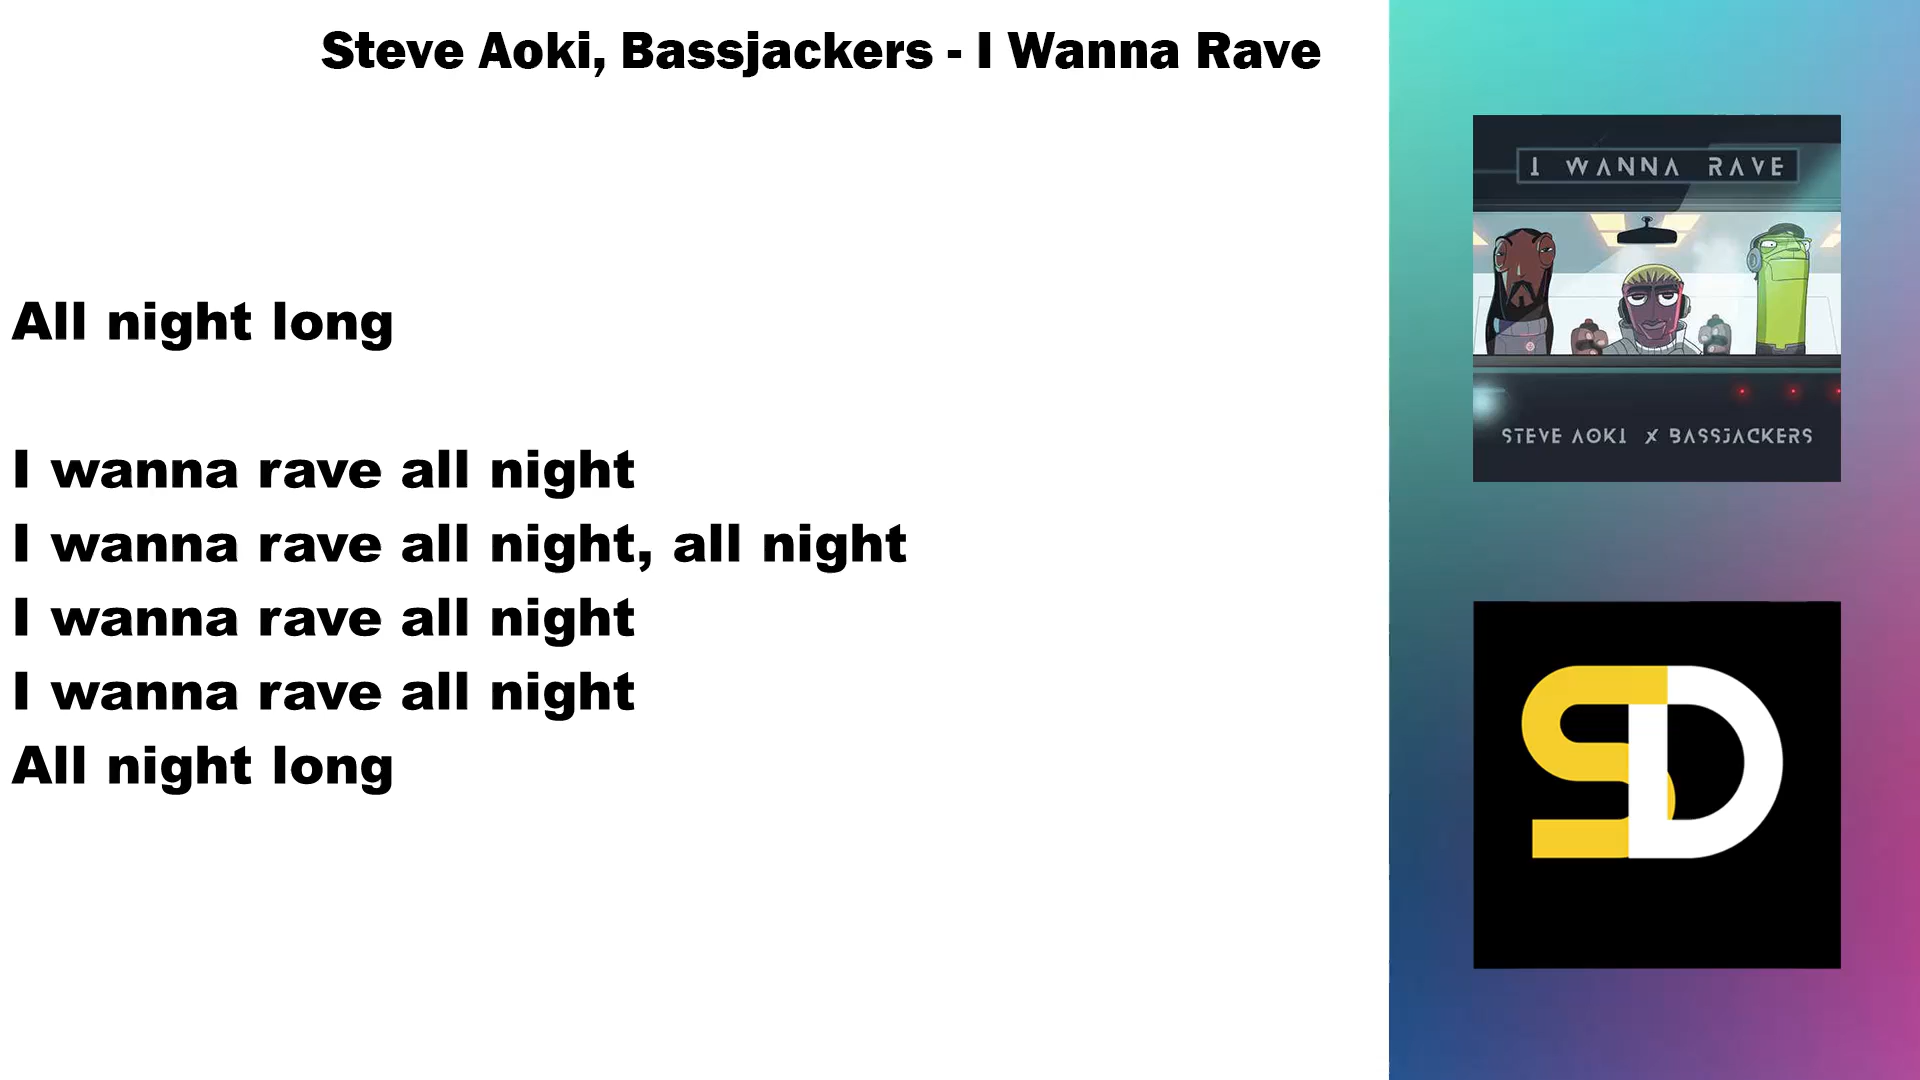 Steve Aoki, Bassjackers - I Wanna Rave
All night long
I wanna rave all night
I wanna rave all night, all night
I wanna rave all night
I wanna rave all night
All night long
I WANNA RAVE
STEVE AOKI X BASSJACKERS
SD